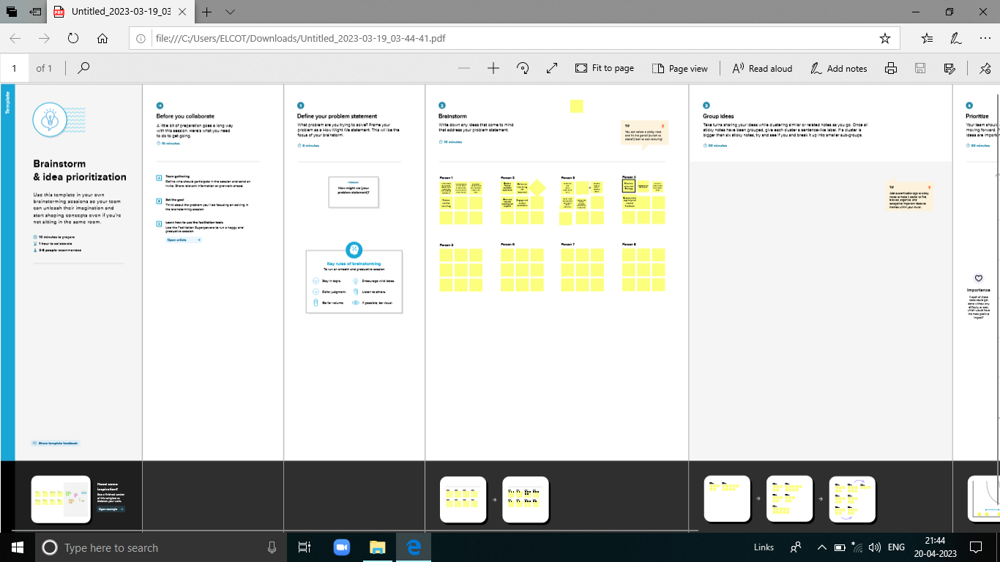 Untitled_2023-03-19_03
file:///C:/Users/ELCOT/Downloads/Untitled_2023-03-19_03-44-41.pdf
1 of 1
Fit to page
Page view
Read aloud
Add notes
Template
Brainstorm
& idea prioritization
Use this template in your own
brainstorming sessions so your team
can unleash their imagination and
start shaping concepts even if you're
not sitting in the same room.
10 minutes to prepare
1 hour to collaborate
2-8 people recommended
Share template feedback
Before you collaborate
A little bit of preparation goes a long way
with this session. Here's what you need
to do to get going.
10 minutes
A
Team gathering
Define who should participate in the session and send an
invite. Share relevant information or pre-work ahead.
B
Set the goal
Think about the problem you'll be focusing on solving in
the brainstorming session.
C
Learn how to use the facilitation tools
Use the Facilitation Superpowers to run a happy and
productive session.
Open article
1
Define your problem statement
What problem are you trying to solve? Frame your
problem as a How Might We statement. This will be the
focus of your brainstorm.
5 minutes
PROBLEM
How might we [your
problem statement]?
Key rules of brainstorming
To run an smooth and productive session
Stay in topic.
Encourage wild ideas.
Defer judgment.
Listen to others.
Go for volume.
If possible, be visual.
2
Brainstorm
Write down any ideas that come to mind
that address your problem statement.
10 minutes
TIP
You can select a sticky note
and hit the pencil [switch to
sketch] icon to start drawing!
Person 1
Person 2
Person 3
Person 4
Person 5
Person 6
Person 7
Person 8
3
Group ideas
Take turns sharing your ideas while clustering similar or related notes as you go. Once all
sticky notes have been grouped, give each cluster a sentence-like label. If a cluster is
bigger than six sticky notes, try and see if you and break it up into smaller sub-groups.
20 minutes
TIP
Add customizable tags to sticky
notes to make it easier to find,
browse, organize, and
categorize important ideas as
themes within your mural.
4
Prioritize
Your team should
moving forward.
ideas are importa
20 minutes
Importance
If each of these
tasks could get
done without any
difficulty or cost,
which would have
the most positive
impact?
Need some
inspiration?
See a finished version
of this template to
kickstart your work.
Open example
Type here to search
Links
ENG
21:44
20-04-2023